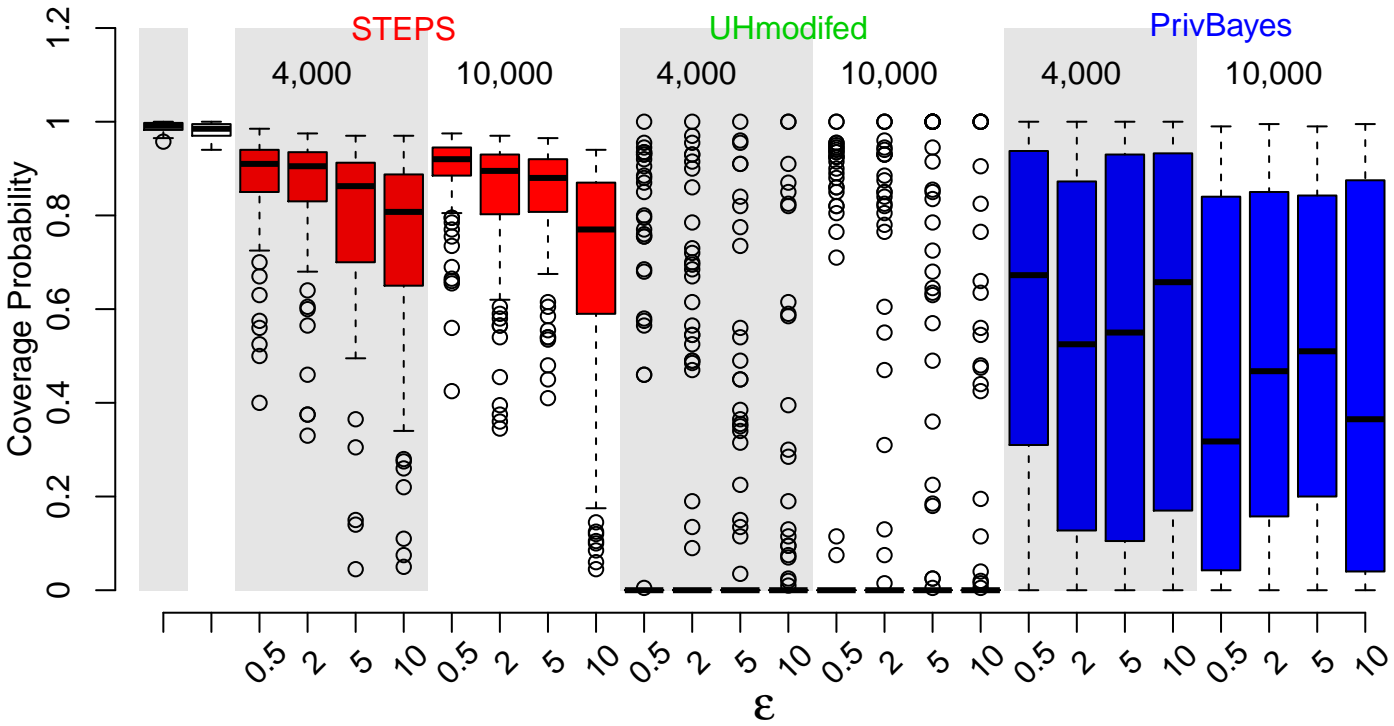 STEPS UHmodifed PrivBayes
4,000 10,000 4,000 10,000 4,000 10,000
1.2
1
0.8
0.6
0.4
0.2
0
Coverage Probability
0.5 2 5 10 0.5 2 5 10 0.5 2 5 10 0.5 2 5 10 0.5 2 5 10 0.5 2 5 10
ε